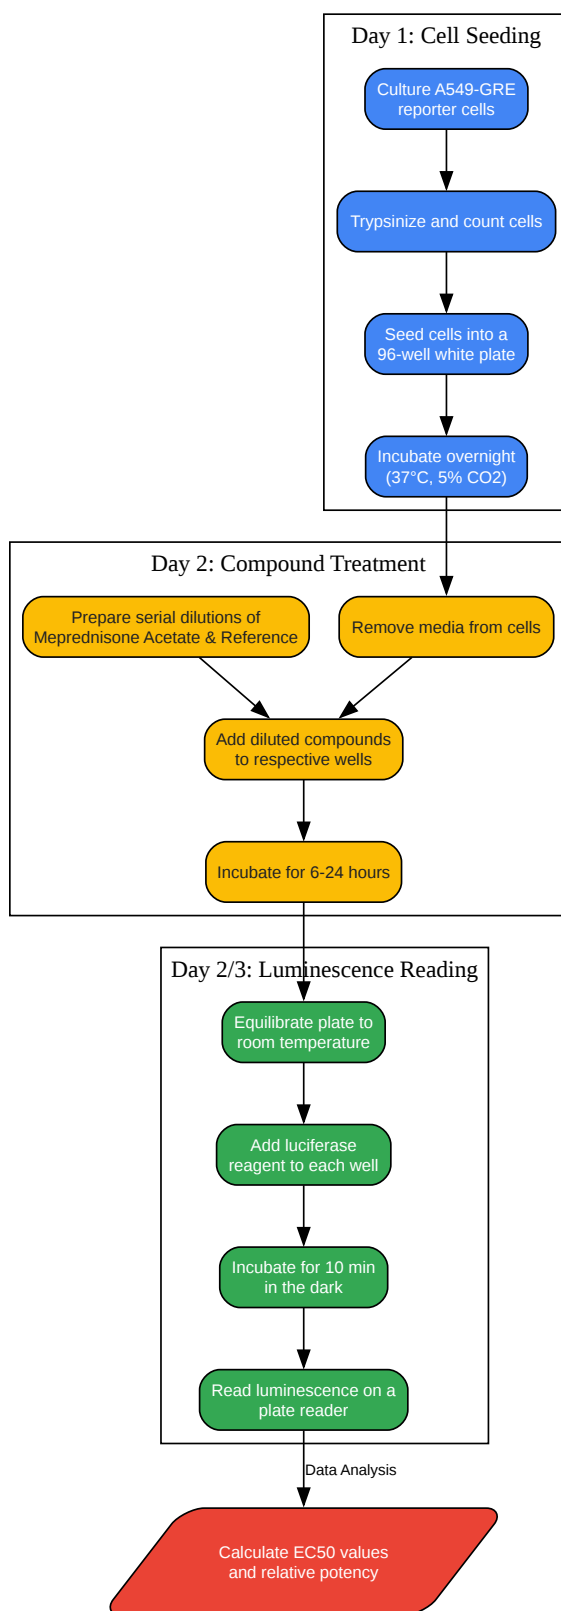 Day 1: Cell Seeding
Culture A549-GRE
reporter cells
Trypsinize and count cells
Seed cells into a
96-well white plate
Incubate overnight
(37°C, 5% CO2)
Day 2: Compound Treatment
Prepare serial dilutions of
Meprednisone Acetate & Reference
Remove media from cells
Add diluted compounds
to respective wells
Incubate for 6-24 hours
Day 2/3: Luminescence Reading
Equilibrate plate to
room temperature
Add luciferase
reagent to each well
Incubate for 10 min
in the dark
Read luminescence on a
plate reader
Data Analysis
Calculate EC50 values
and relative potency